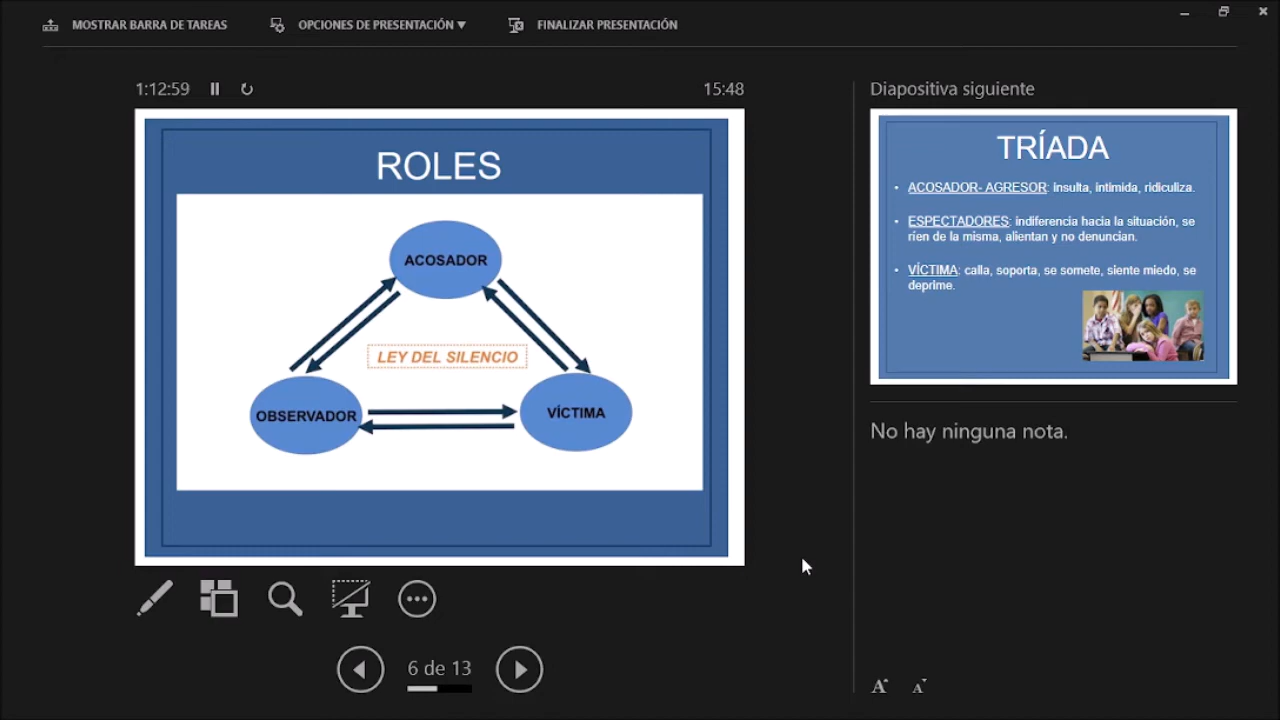 MOSTRAR BARRA DE TAREAS
OPCIONES DE PRESENTACIÓN ▼
FINALIZAR PRESENTACIÓN
1:12:59
15:48
ROLES
ACOSADOR
LEY DEL SILENCIO
OBSERVADOR
VÍCTIMA
6 de 13
Diapositiva siguiente
TRÍADA
• ACOSADOR- AGRESOR: insulta, intimida, ridiculiza.
• ESPECTADORES: indiferencia hacia la situación, se
ríen de la misma, alientan y no denuncian.
• VÍCTIMA: calla, soporta, se somete, siente miedo, se
deprime.
No hay ninguna nota.
A A